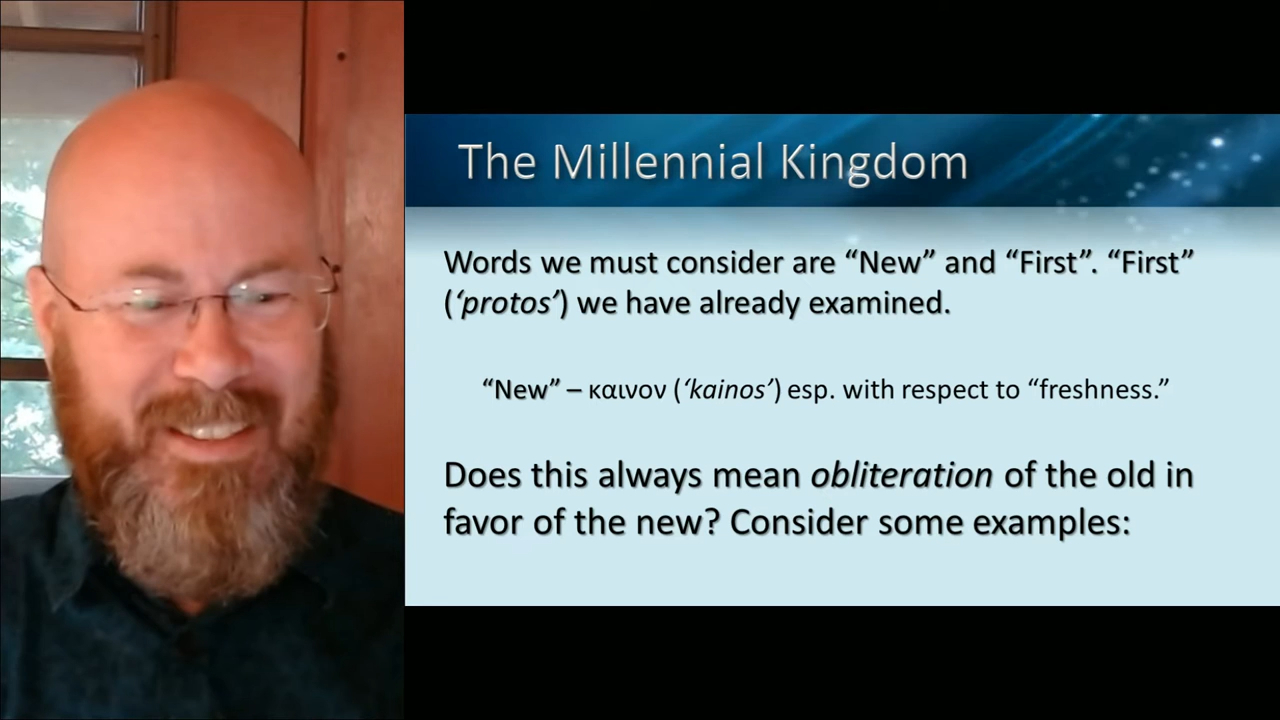 The Millennial Kingdom
Words we must consider are “New” and “First”. “First”
(‘protos’) we have already examined.
“New” – καινον (‘kainos’) esp. with respect to “freshness.”
Does this always mean obliteration of the old in
favor of the new? Consider some examples: